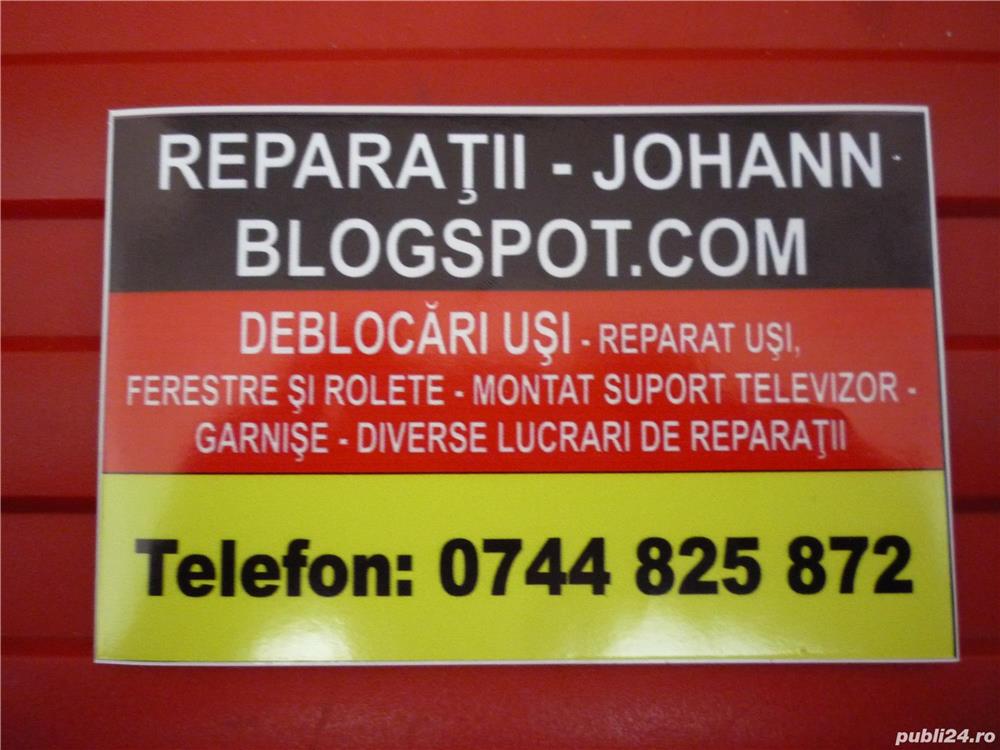 REPARAŢII - JOHANN
BLOGSPOT.COM
DEBLOCĂRI UŞI - REPARAT UŞI,
FERESTRE ŞI ROLETE - MONTAT SUPORT TELEVIZOR -
GARNIŞE - DIVERSE LUCRARI DE REPARAŢII
Telefon: 0744 825 872
publi24.ro